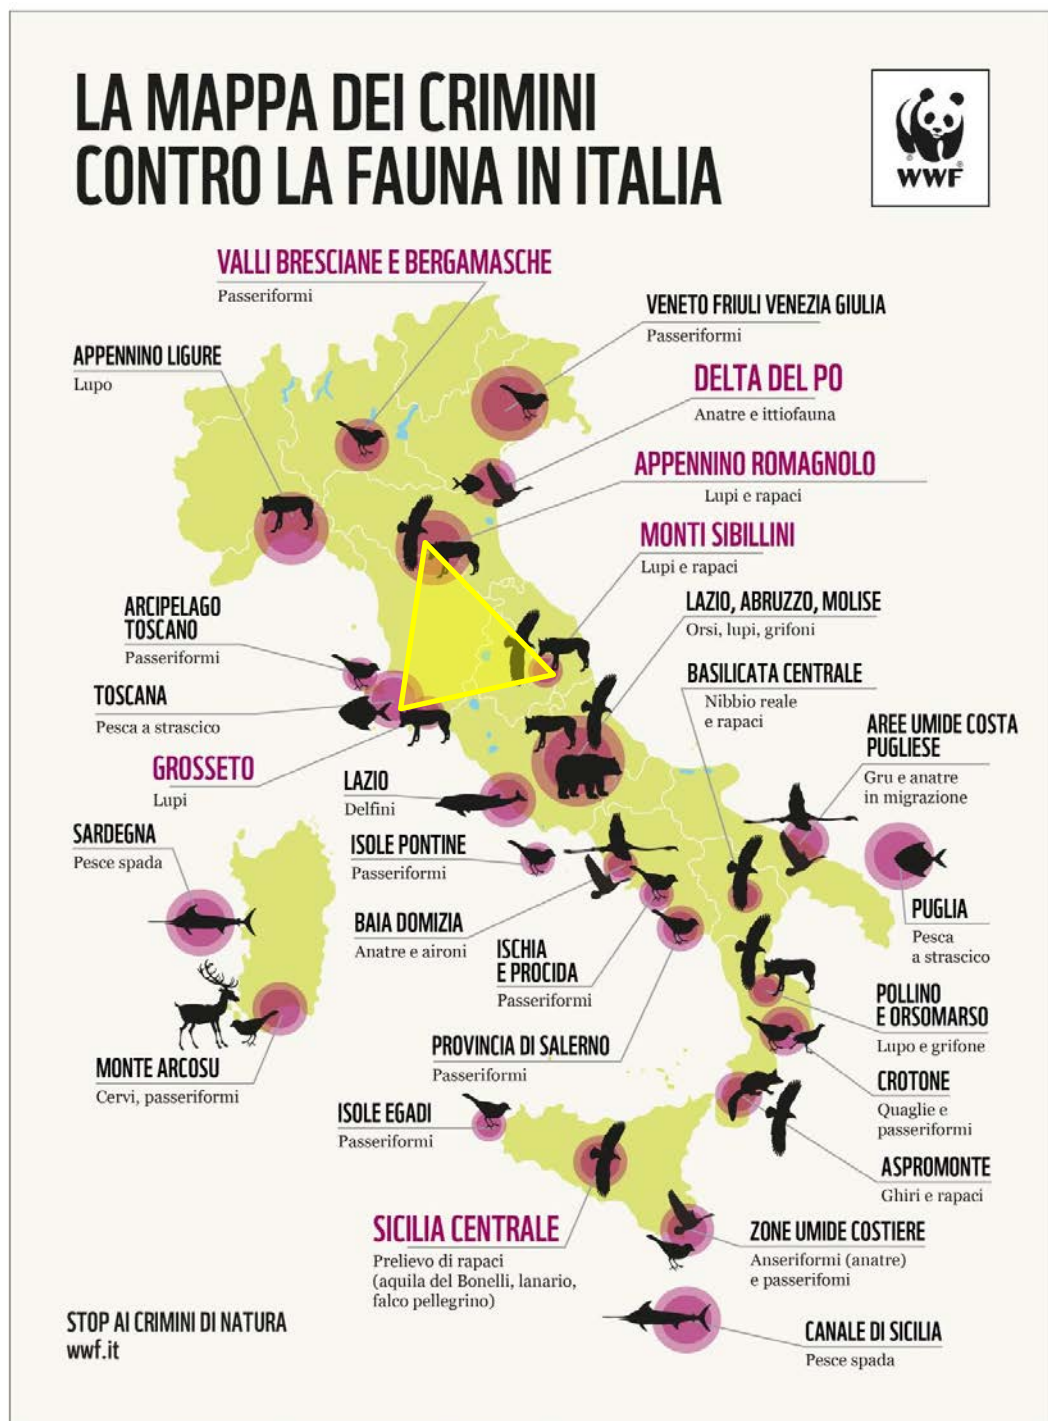 LA MAPPA DEI CRIMINI
CONTRO LA FAUNA IN ITALIA
WWF
VALLI BRESCIANE E BERGAMASCHE
Passeriformi
VENETO FRIULI VENEZIA GIULIA
Passeriformi
APPENNINO LIGURE
Lupo
DELTA DEL PO
Anatre e ittiofauna
APPENNINO ROMAGNOLO
Lupi e rapaci
MONTI SIBILLINI
Lupi e rapaci
LAZIO, ABRUZZO, MOLISE
Orsi, lupi, grifoni
ARCIPELAGO
TOSCANO
Passeriformi
BASILICATA CENTRALE
Nibbio reale
e rapaci
TOSCANA
Pesca a strascico
AREE UMIDE COSTA
PUGLIESE
Gru e anatre
in migrazione
GROSSETO
Lupi
LAZIO
Delfini
SARDEGNA
Pesce spada
ISOLE PONTINE
Passeriformi
PUGLIA
Pesca
a strascico
BAIA DOMIZIA
Anatre e aironi
ISCHIA
E PROCIDA
Passeriformi
POLLINO
E ORSOMARSO
Lupo e grifone
PROVINCIA DI SALERNO
Passeriformi
MONTE ARCOSU
Cervi, passeriformi
CROTONE
Quaglie e
passeriformi
ISOLE EGADI
Passeriformi
ASPROMONTE
Ghiri e rapaci
SICILIA CENTRALE
Prelievo di rapaci
(aquila del Bonelli, lanario,
falco pellegrino)
ZONE UMIDE COSTIERE
Anseriformi (anatre)
e passerifomi
CANALE DI SICILIA
Pesce spada
STOP AI CRIMINI DI NATURA
wwf.it